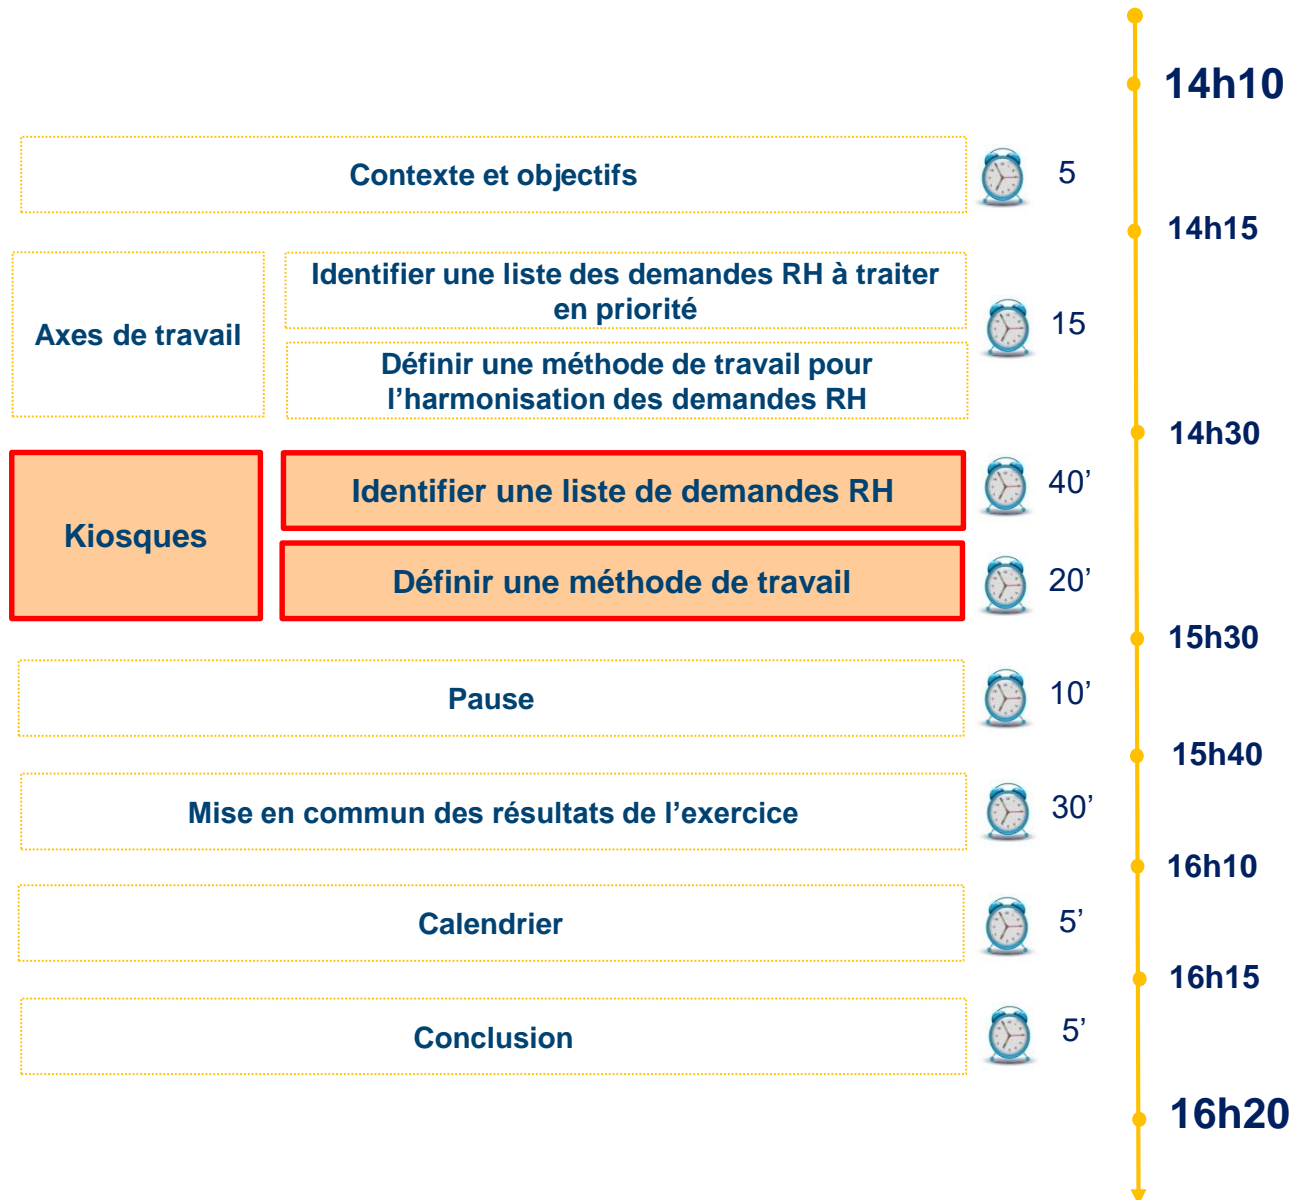 14h10
Contexte et objectifs
5
14h15
Axes de travail
Identifier une liste des demandes RH à traiter
en priorité
15
Définir une méthode de travail pour
l’harmonisation des demandes RH
14h30
Kiosques
Identifier une liste de demandes RH
40’
Définir une méthode de travail
20’
15h30
Pause
10’
15h40
Mise en commun des résultats de l’exercice
30’
16h10
Calendrier
5’
16h15
Conclusion
5’
16h20